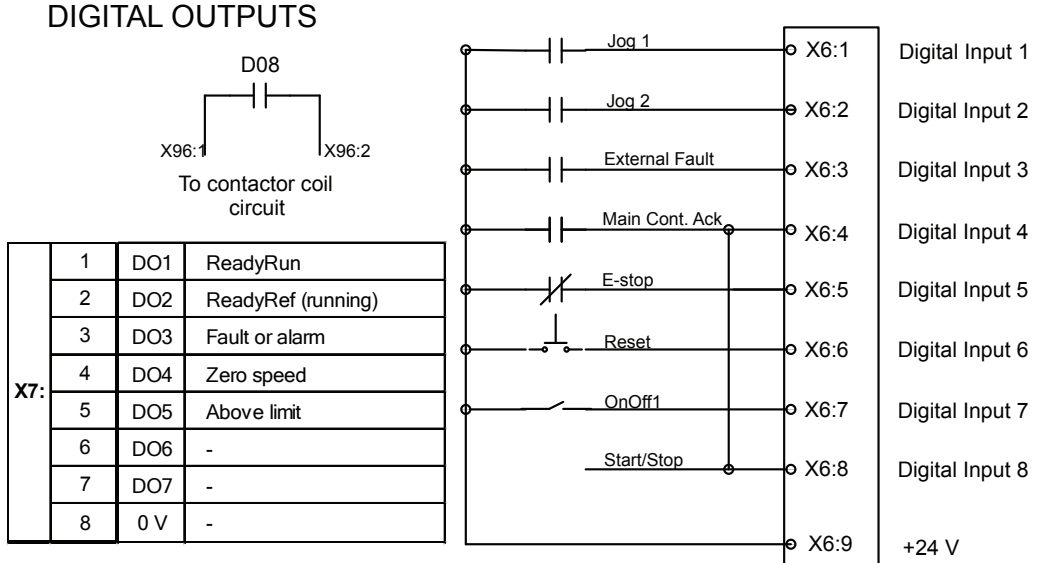 DIGITAL OUTPUTS
D08
X96:1 X96:2
To contactor coil
circuit
X7:
1 DO1 ReadyRun
2 DO2 ReadyRef (running)
3 DO3 Fault or alarm
4 DO4 Zero speed
5 DO5 Above limit
6 DO6 -
7 DO7 -
8 0 V -
Jog 1 X6:1 Digital Input 1
Jog 2 X6:2 Digital Input 2
External Fault X6:3 Digital Input 3
Main Cont. Ack X6:4 Digital Input 4
E-stop X6:5 Digital Input 5
Reset X6:6 Digital Input 6
OnOff1 X6:7 Digital Input 7
Start/Stop X6:8 Digital Input 8
X6:9 +24 V